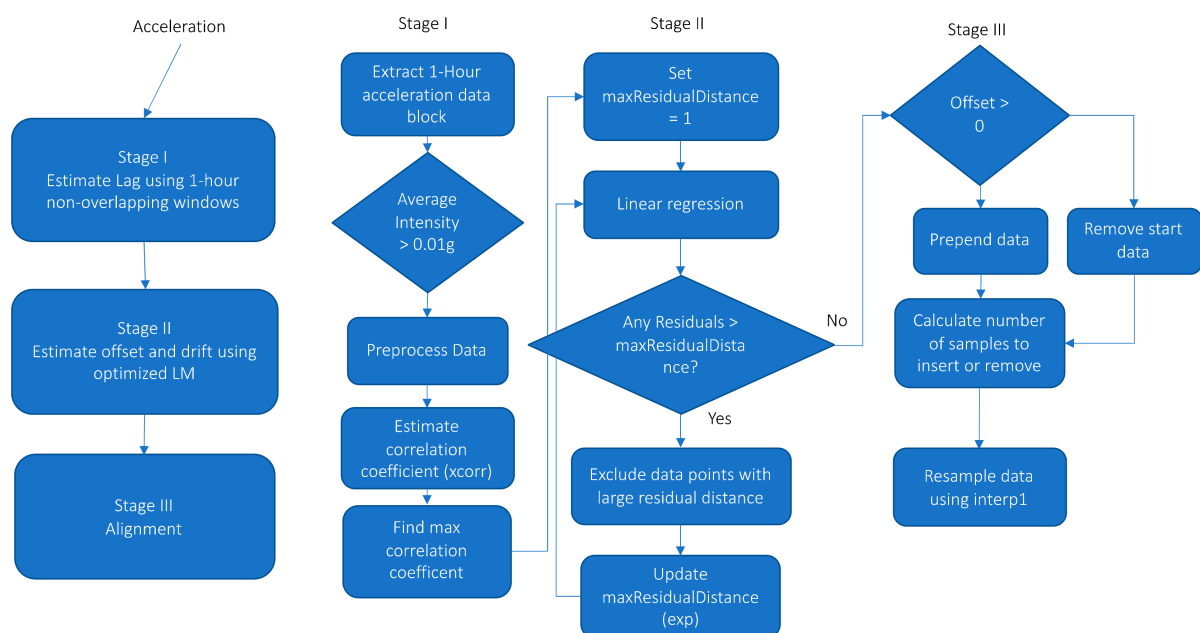 Acceleration
Stage I
Estimate Lag using 1-hour
non-overlapping windows
Stage II
Estimate offset and drift using
optimized LM
Stage III
Alignment
Stage I
Extract 1-Hour
acceleration data
block
Average
Intensity
> 0.01g
Preprocess Data
Estimate
correlation
coefficient (xcorr)
Find max
correlation
coefficent
Stage II
Set
maxResidualDistance
= 1
Linear regression
Any Residuals >
maxResidualDista
nce?
No
Yes
Exclude data points with
large residual distance
Update
maxResidualDistance
(exp)
Stage III
Offset >
0
Prepend data
Remove start
data
Calculate number
of samples to
insert or remove
Resample data
using interp1